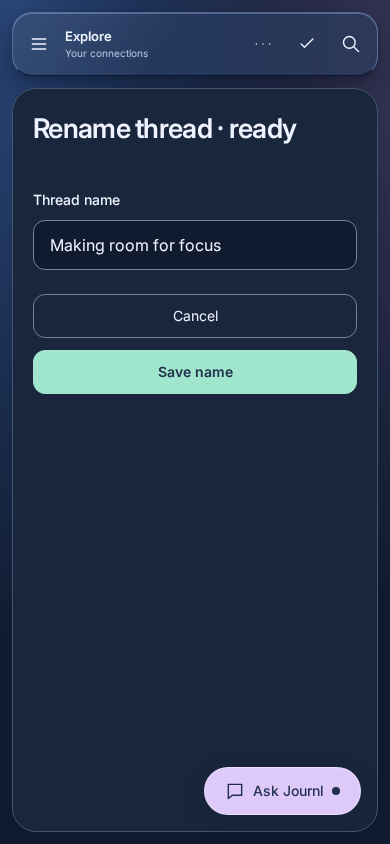 Explore
Your connections
...
Rename thread · ready
Thread name
Making room for focus
Cancel
Save name
Ask Journl